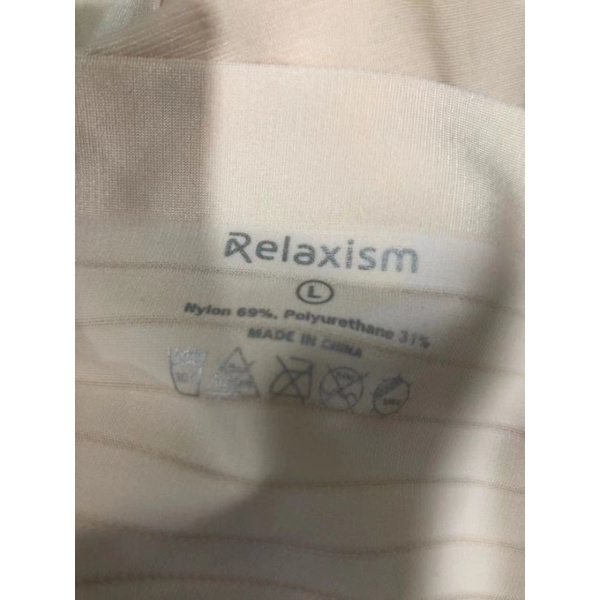 Relaxism
L
Nylon 69%, Polyurethane 31%
MADE IN CHINA